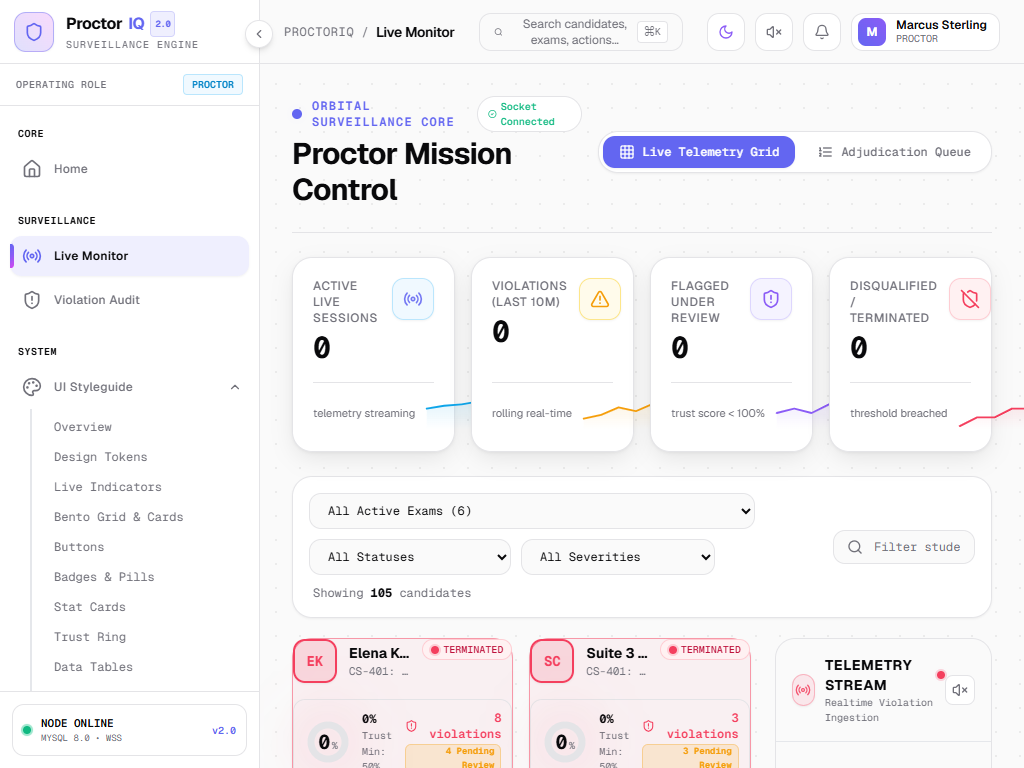 Proctor IQ 2.0
SURVEILLANCE ENGINE
OPERATING ROLE PROCTOR
CORE
Home
SURVEILLANCE
Live Monitor
Violation Audit
SYSTEM
UI Styleguide
Overview
Design Tokens
Live Indicators
Bento Grid & Cards
Buttons
Badges & Pills
Stat Cards
Trust Ring
Data Tables
NODE ONLINE
MYSQL 8.0 • WSS
v2.0
PROCTORIQ / Live Monitor
Search candidates,
exams, actions…
⌘K
M
Marcus Sterling
PROCTOR
ORBITAL
SURVEILLANCE CORE
Socket
Connected
Proctor Mission
Control
Live Telemetry Grid
Adjudication Queue
ACTIVE
LIVE
SESSIONS
0
telemetry streaming
VIOLATIONS
(LAST 10M)
0
rolling real-time
FLAGGED
UNDER
REVIEW
0
trust score < 100%
DISQUALIFIED
/
TERMINATED
0
threshold breached
All Active Exams (6)
All Statuses
All Severities
Showing 105 candidates
Filter stude
EK
Elena K…
CS-401: …
TERMINATED
0%
0%
Trust
Min:
50%
8
violations
4 Pending
Review
SC
Suite 3 …
CS-401: …
TERMINATED
0%
0%
Trust
Min:
50%
3
violations
3 Pending
Review
TELEMETRY
STREAM
Realtime Violation
Ingestion